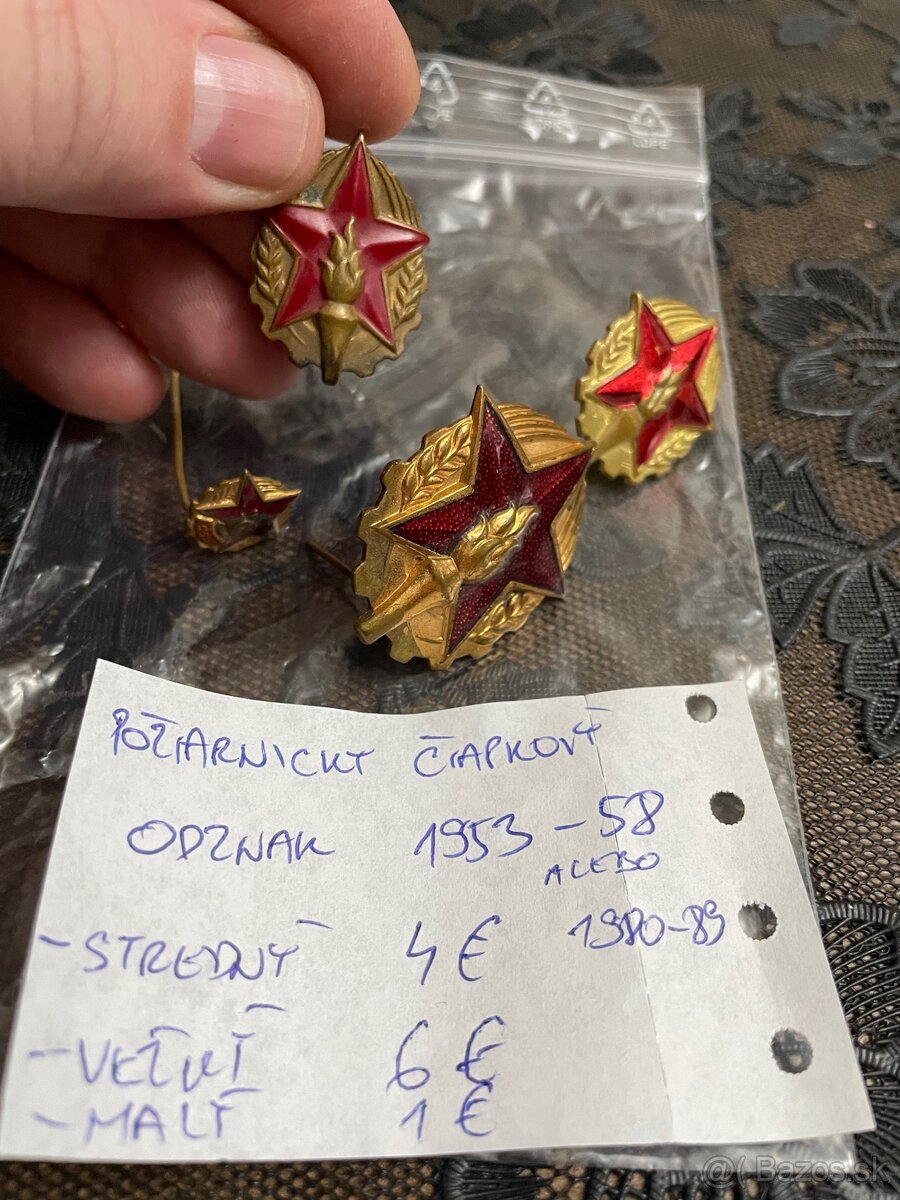 POŽIARNICKÝ ČIAPKOVÝ
ODZNAK 1953-58
ALEBO
1980-89
- STREDNÝ 4€
- VEĽKÝ 6€
- MALÝ 1€
@( Bazos.sk